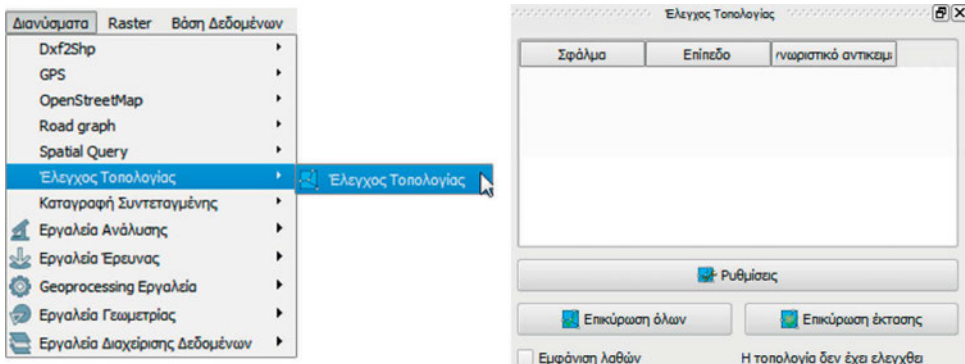 Διανύσματα Raster Βάση Δεδομένων
Dxf2Shp
GPS
OpenStreetMap
Road graph
Spatial Query
Έλεγχος Τοπολογίας
Έλεγχος Τοπολογίας
Καταγραφή Συντεταγμένης
Εργαλεία Ανάλυσης
Εργαλεία Έρευνας
Geoprocessing Εργαλεία
Εργαλεία Γεωμετρίας
Εργαλεία Διαχείρισης Δεδομένων
Έλεγχος Τοπολογίας
Σφάλμα Επίπεδο νωριστικό αντικειμ
Ρυθμίσεις
Επικύρωση όλων Επικύρωση έκτασης
Εμφάνιση λαθών Η τοπολογία δεν έχει ελεγχθεί